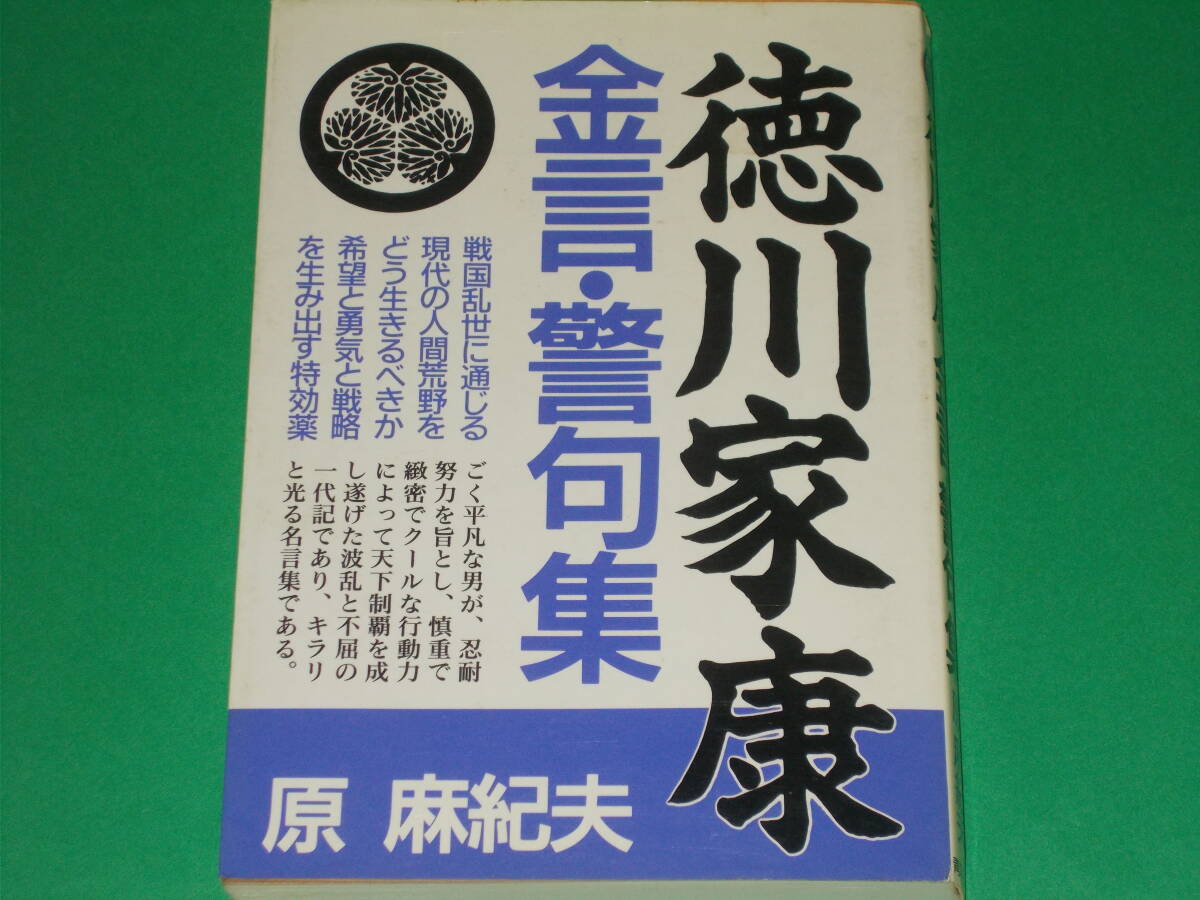 徳川家康
金言・警句集
戦国乱世に通じる
現代の人間荒野を
どう生きるべきか
希望と勇気と戦略
を生み出す特効薬
ごく平凡な男が、忍耐
努力を旨とし、慎重で
緻密でクールな行動力
によって天下制覇を成
し遂げた波乱と不屈の
一代記であり、キラリ
と光る名言集である。
原 麻紀夫